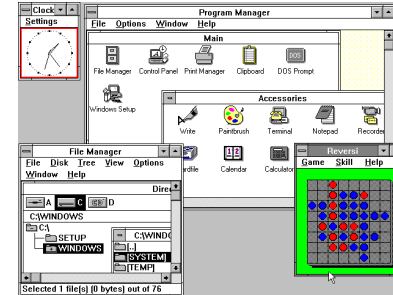 Clock
Settings
Program Manager
File Options Window Help
Main
File Manager Control Panel Print Manager Clipboard DOS Prompt
DOS
Windows Setup
Accessories
Write Paintbrush Terminal Notepad Recorder
Cardfile Calendar Calculator
File Manager
File Disk Tree View Options
Window Help
Direc
A C D
C:\WINDOWS
C:\
SETUP
WINDOWS
C:\WINDO
[..]
[SYSTEM]
[TEMP]
Selected 1 file(s) (0 bytes) out of 76
Reversi
Game Skill Help